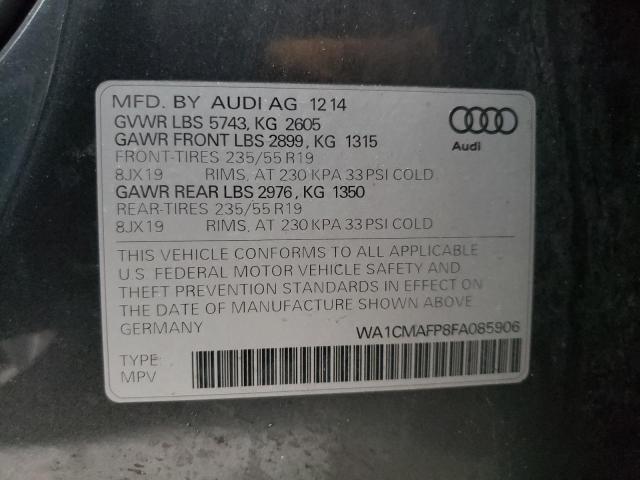 MFD. BY AUDI AG 12 14
GVWR LBS 5743, KG 2605
GAWR FRONT LBS 2899, KG 1315
FRONT-TIRES 235/55 R19
8JX19 RIMS, AT 230 KPA 33 PSI COLD
GAWR REAR LBS 2976, KG 1350
REAR-TIRES 235/55 R19
8JX19 RIMS, AT 230 KPA 33 PSI COLD
Audi
THIS VEHICLE CONFORMS TO ALL APPLICABLE
U.S. FEDERAL MOTOR VEHICLE SAFETY AND
THEFT PREVENTION STANDARDS IN EFFECT ON
THE DATE OF MANUFACTURE SHOWN ABOVE.
GERMANY WA1CMAFP8FA085906
TYPE:
MPV